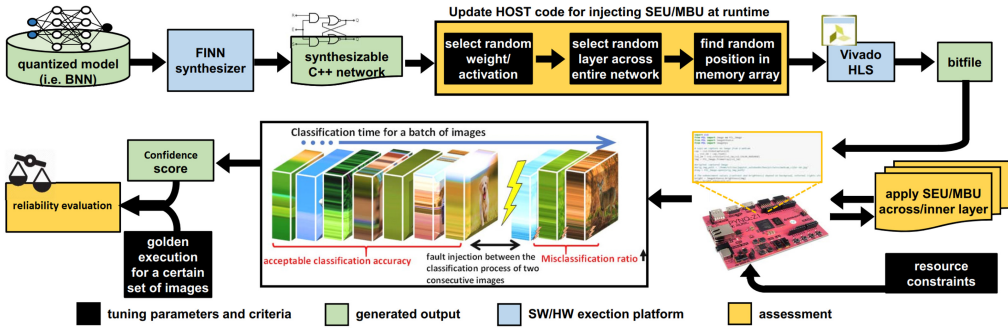 Update HOST code for injecting SEU/MBU at runtime
quantized model
(i.e. BNN)
FINN
synthesizer
synthesizable
C++ network
select random
weight/
activation
select random
layer across
entire network
find random
position in
memory array
Vivado
HLS
bitfile
Classification time for a batch of images
acceptable classification accuracy
fault injection between the
classification process of two
consecutive images
Misclassification ratio
Confidence
score
reliability evaluation
golden
execution
for a certain
set of images
apply SEU/MBU
across/inner layer
resource
constraints
tuning parameters and criteria
generated output
SW/HW exection platform
assessment